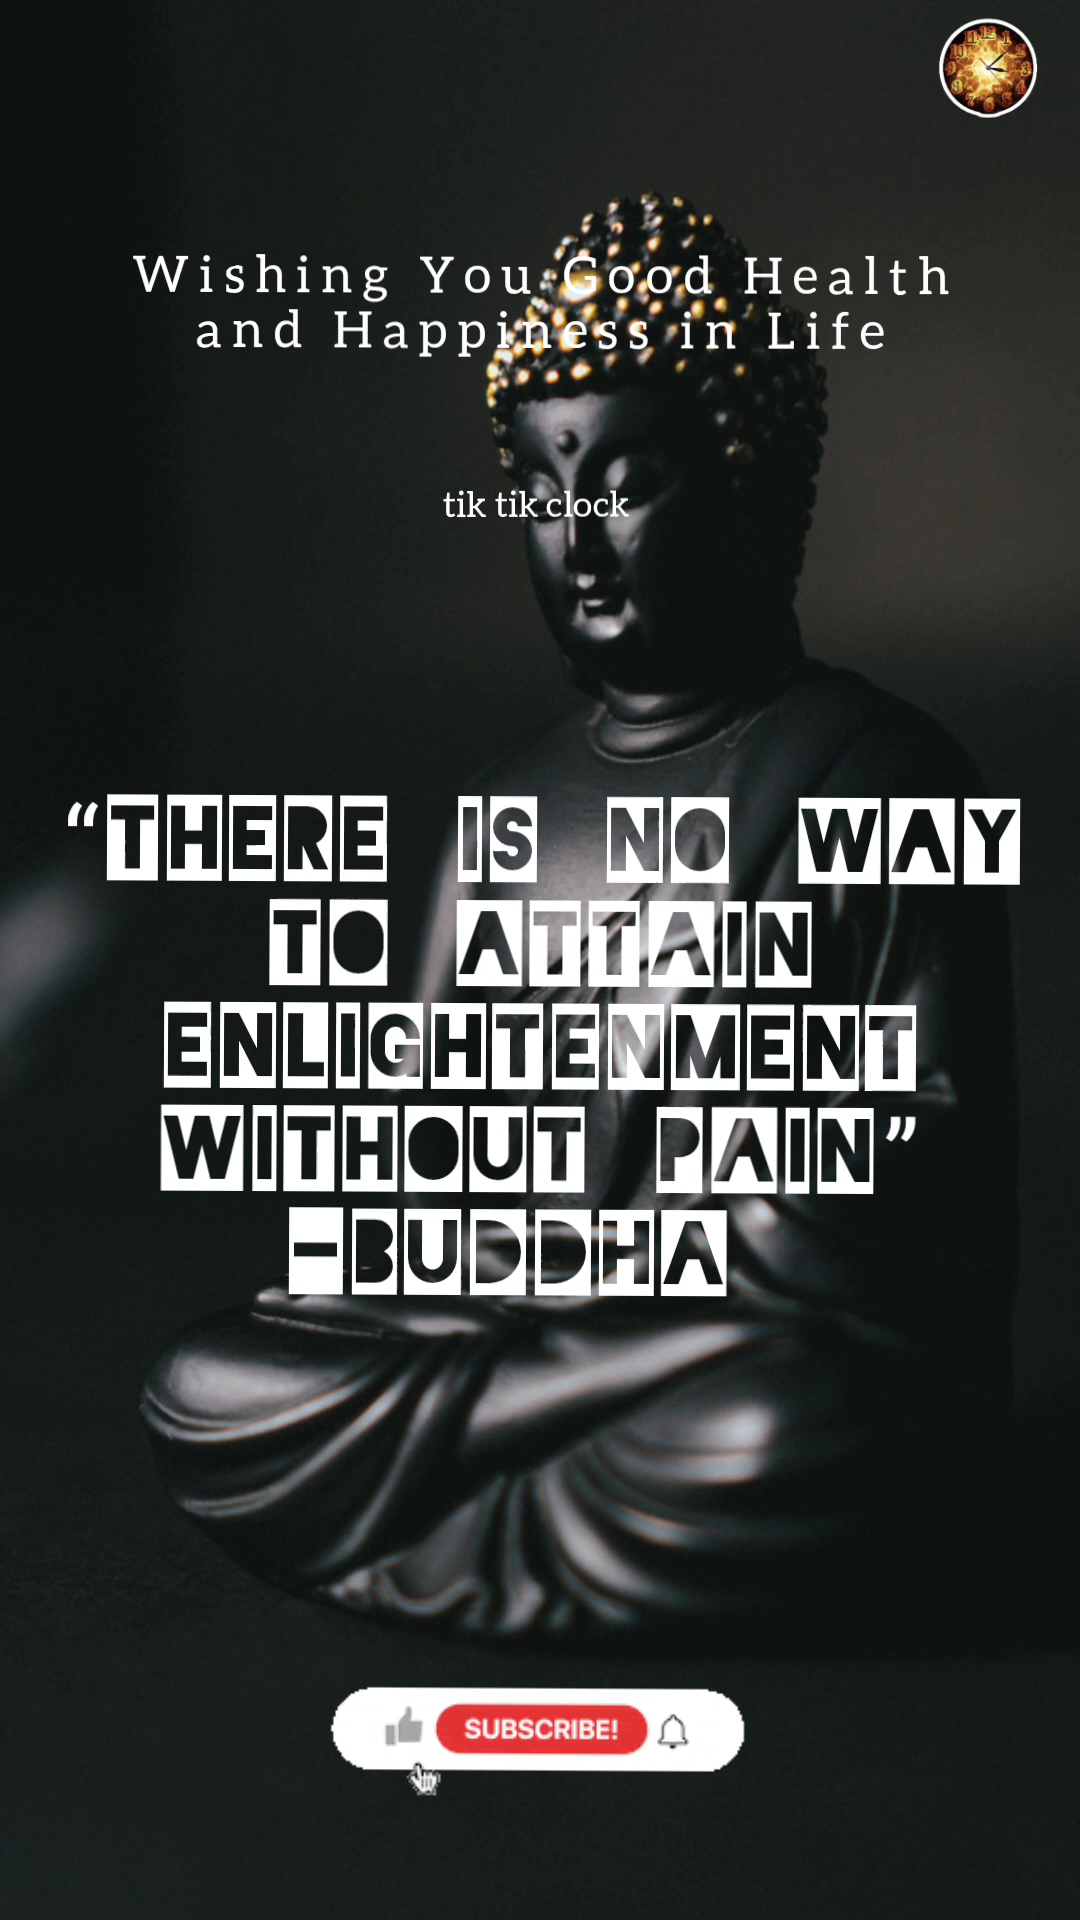 Wishing You Good Health
and Happiness in Life
tik tik clock
“THERE IS NO WAY
TO ATTAIN
ENLIGHTENMENT
WITHOUT PAIN”
-BUDDHA
SUBSCRIBE!